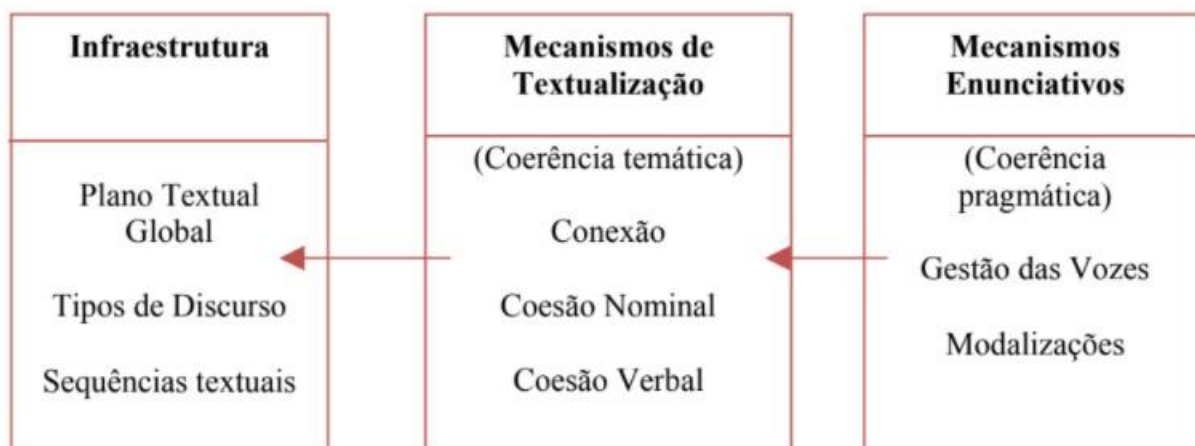 Infraestrutura
Plano Textual
Global
Tipos de Discurso
Sequências textuais
Mecanismos de
Textualização
(Coerência temática)
Conexão
Coesão Nominal
Coesão Verbal
Mecanismos
Enunciativos
(Coerência
pragmática)
Gestão das Vozes
Modalizações